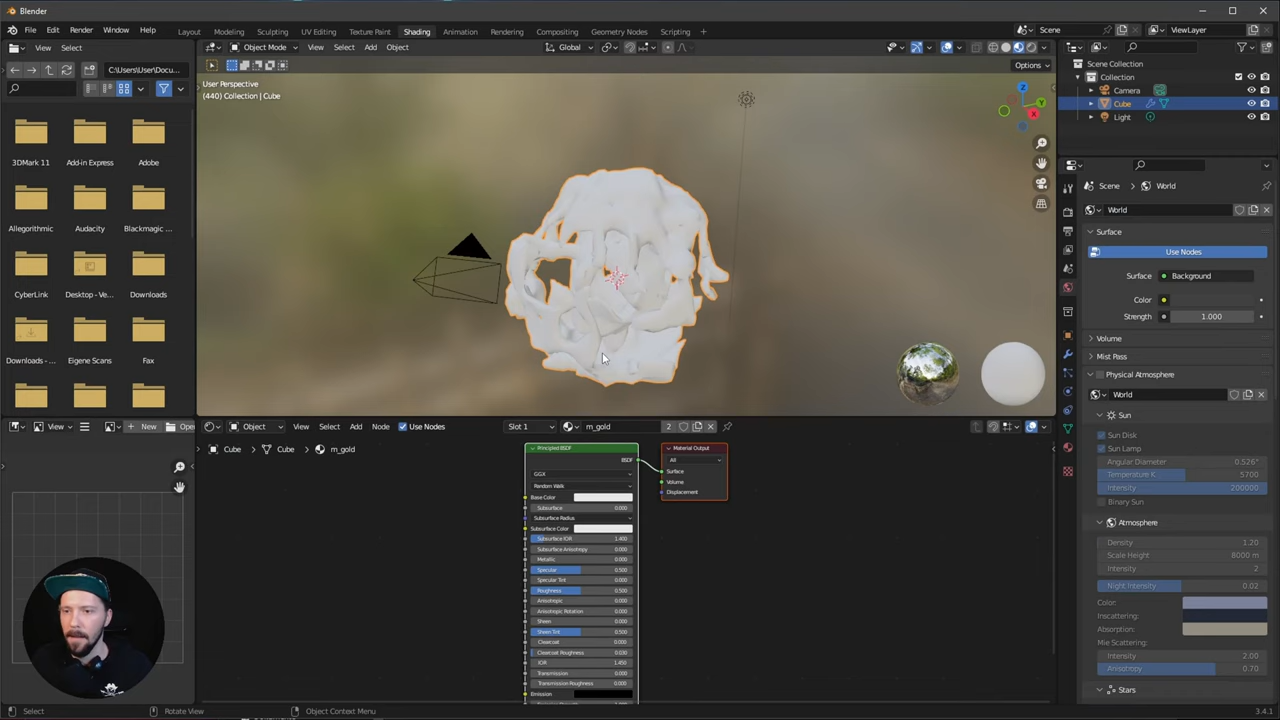 Blender
File Edit Render Window Help Layout Modeling Sculpting UV Editing Texture Paint Shading Animation Rendering Compositing Geometry Nodes Scripting + Scene ViewLayer
View Select Object Mode View Select Add Object Global
C:\Users\User\Docu...
Options
User Perspective
(440) Collection | Cube
3DMark 11 Add-in Express Adobe
Allegorithmic Audacity Blackmagic ...
CyberLink Desktop - Ve... Downloads
Downloads -... Eigene Scans Fax
Z
Y
X
Scene Collection
Collection
Camera
Cube
Light
Scene > World
World
Surface
Use Nodes
Surface Background
Color
Strength 1.000
Volume
Mist Pass
Physical Atmosphere
World
Sun
Sun Disk
Sun Lamp
Angular Diameter 0.526°
Temperature K 5700
Intensity 200000
Binary Sun
Atmosphere
Density 1.20
Scale Height 8000 m
Intensity 2
Night Intensity 0.02
Color:
Inscattering:
Absorption:
Mie Scattering:
Intensity 2.00
Anisotropy 0.70
Stars
View + New Open
Object View Select Add Node Use Nodes Slot 1 m_gold 2
Cube > Cube > m_gold
Principled BSDF
BSDF
GGX
Random Walk
Base Color
Subsurface 0.000
Subsurface Radius
Subsurface Color
Subsurface IOR 1.400
Subsurface Anisotropy 0.000
Metallic 0.000
Specular 0.500
Specular Tint 0.000
Roughness 0.500
Anisotropic 0.000
Anisotropic Rotation 0.000
Sheen 0.000
Sheen Tint 0.500
Clearcoat 0.000
Clearcoat Roughness 0.030
IOR 1.450
Transmission 0.000
Transmission Roughness 0.000
Emission
Material Output
All
Surface
Volume
Displacement
Select Rotate View Object Context Menu 3.4.1